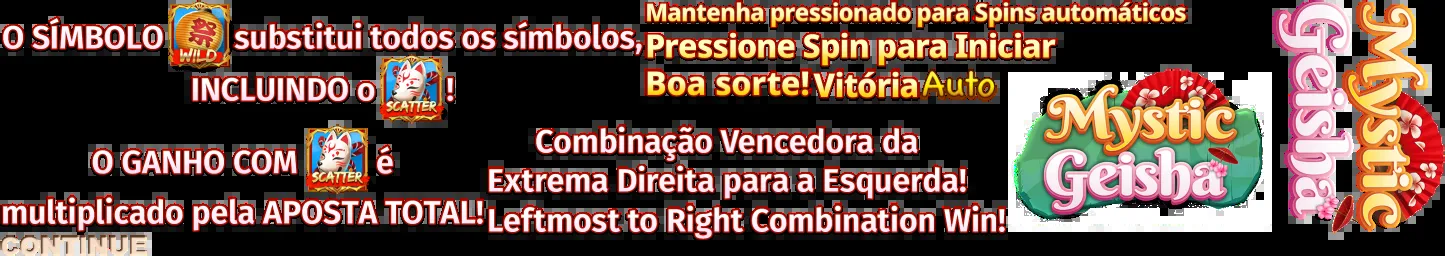 O SÍMBOLO 祭 WILD substitui todos os símbolos,
INCLUINDO o SCATTER !
O GANHO COM SCATTER é
multiplicado pela APOSTA TOTAL!
CONTINUE
Mantenha pressionado para Spins automáticos
Pressione Spin para Iniciar
Boa sorte! Vitória Auto
Combinação Vencedora da
Extrema Direita para a Esquerda!
Leftmost to Right Combination Win!
Mystic
Geisha
Mystic
Geisha